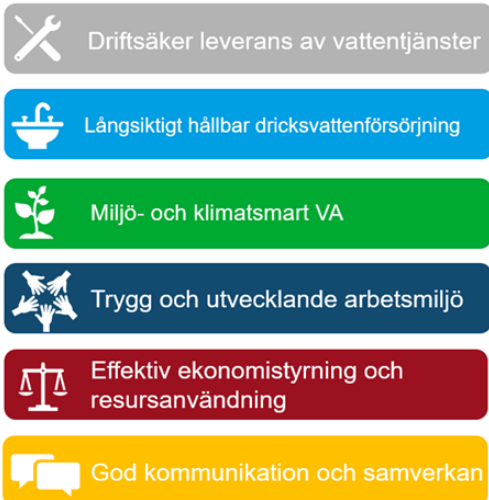 Driftsäker leverans av vattentjänster
Långsiktigt hållbar dricksvattenförsörjning
Miljö- och klimatsmart VA
Trygg och utvecklande arbetsmiljö
Effektiv ekonomistyrning och
resursanvändning
God kommunikation och samverkan